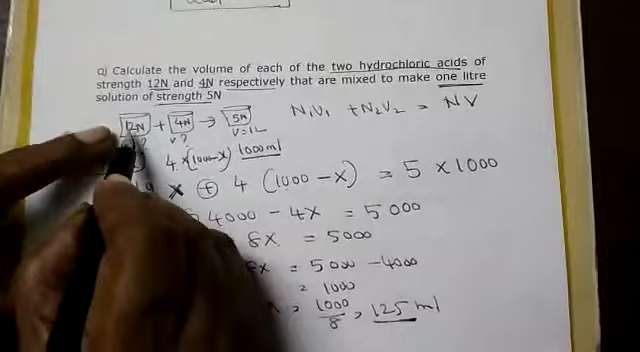 Q) Calculate the volume of each of the two hydrochloric acids of
strength 12N and 4N respectively that are mixed to make one litre
solution of strength 5N
12N + 4N → 5N N₁V₁ + N₂V₂ = NV
V? V=1L
4×(1000-x) 1000ml
x + 4 (1000 - x) = 5 × 1000
4000 - 4x = 5000
8x = 5000
8x = 5000 - 4000
= 1000
= 1000/8 = 125 ml